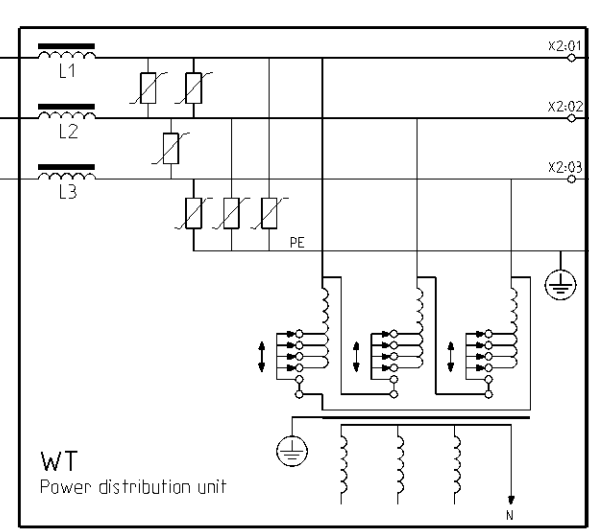 X2:01
L1
X2:02
L2
X2:03
L3
PE
WT
Power distribution unit
N